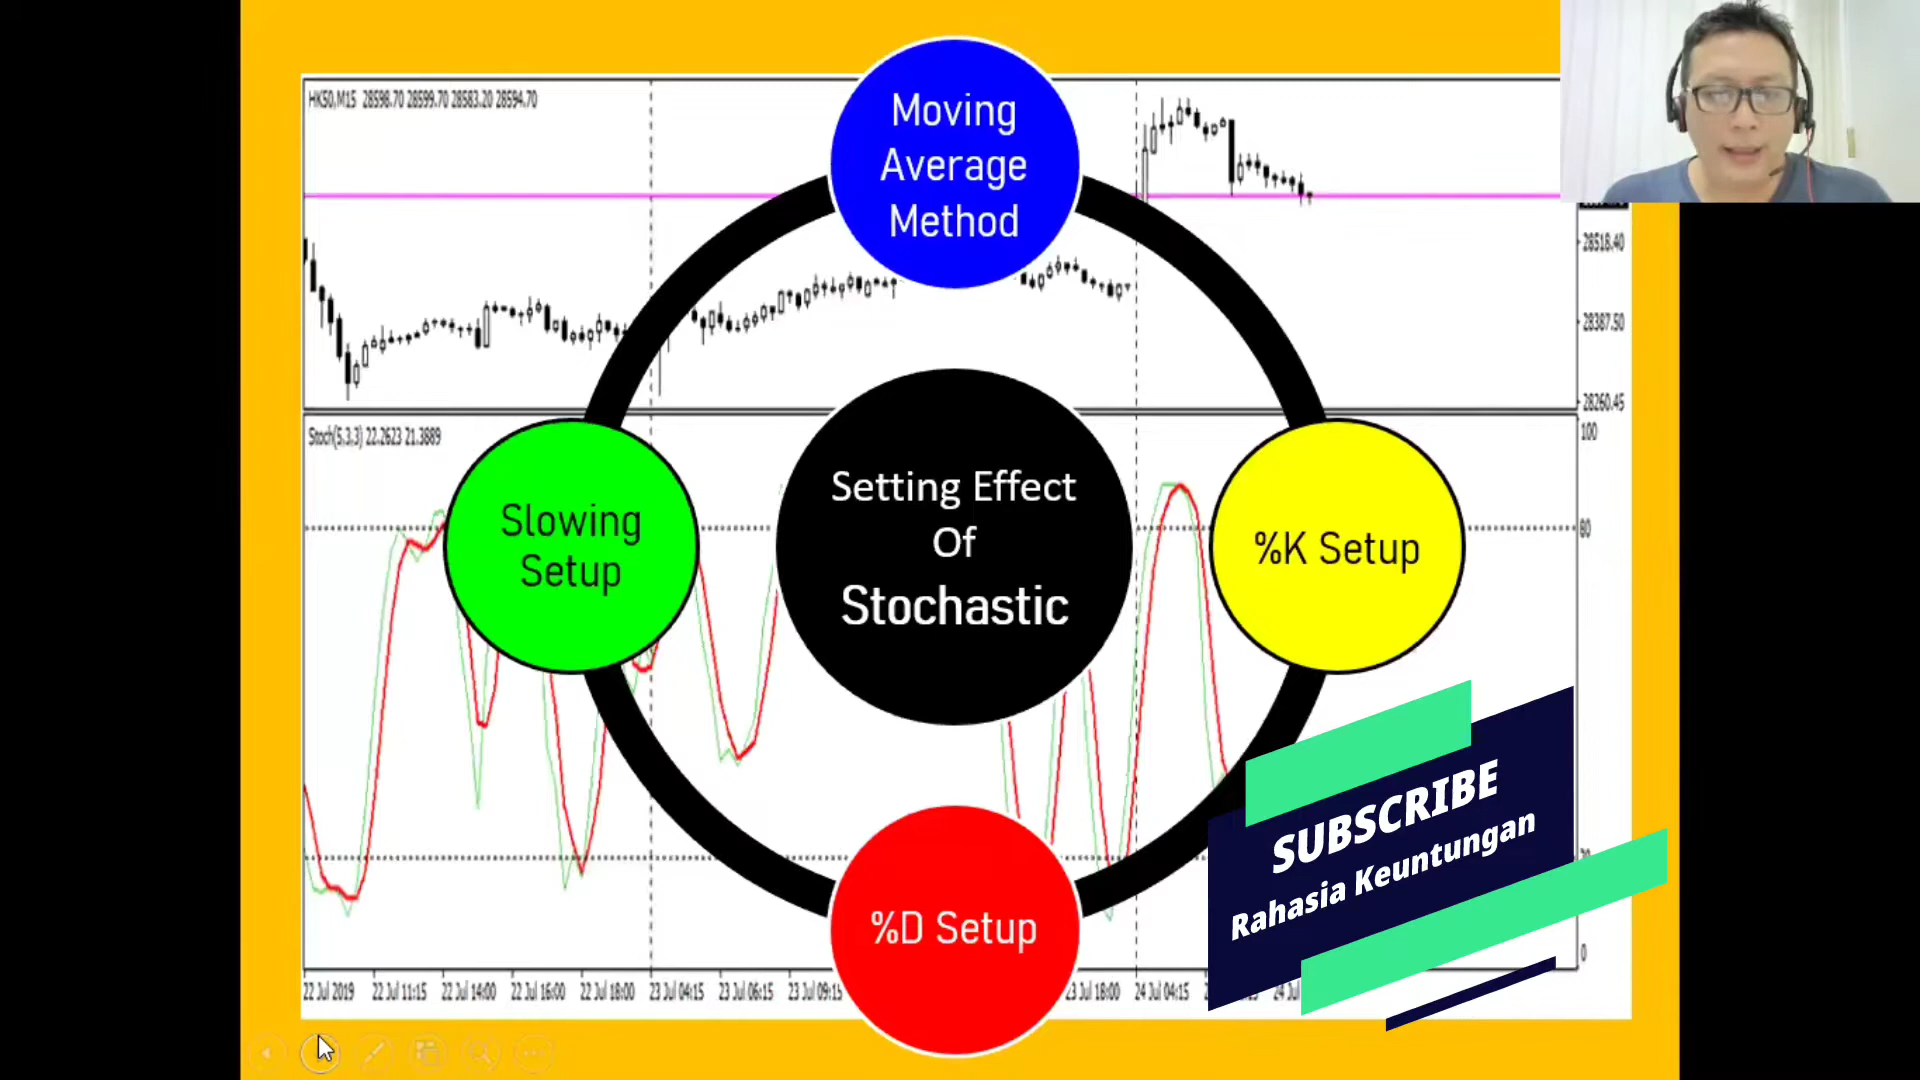 HK50,M15 28598.70 28599.70 28583.20 28594.70
Moving
Average
Method
28518.40
28387.50
28260.45
Stoch(5,3,3) 22.2623 21.3889
100
80
Slowing
Setup
Setting Effect
Of
Stochastic
%K Setup
%D Setup
SUBSCRIBE
Rahasia Keuntungan
0
22 Jul 2019 22 Jul 11:15 22 Jul 14:00 22 Jul 16:00 22 Jul 18:00 23 Jul 04:15 23 Jul 06:15 23 Jul 09:15 23 Jul 18:00 24 Jul 04:15